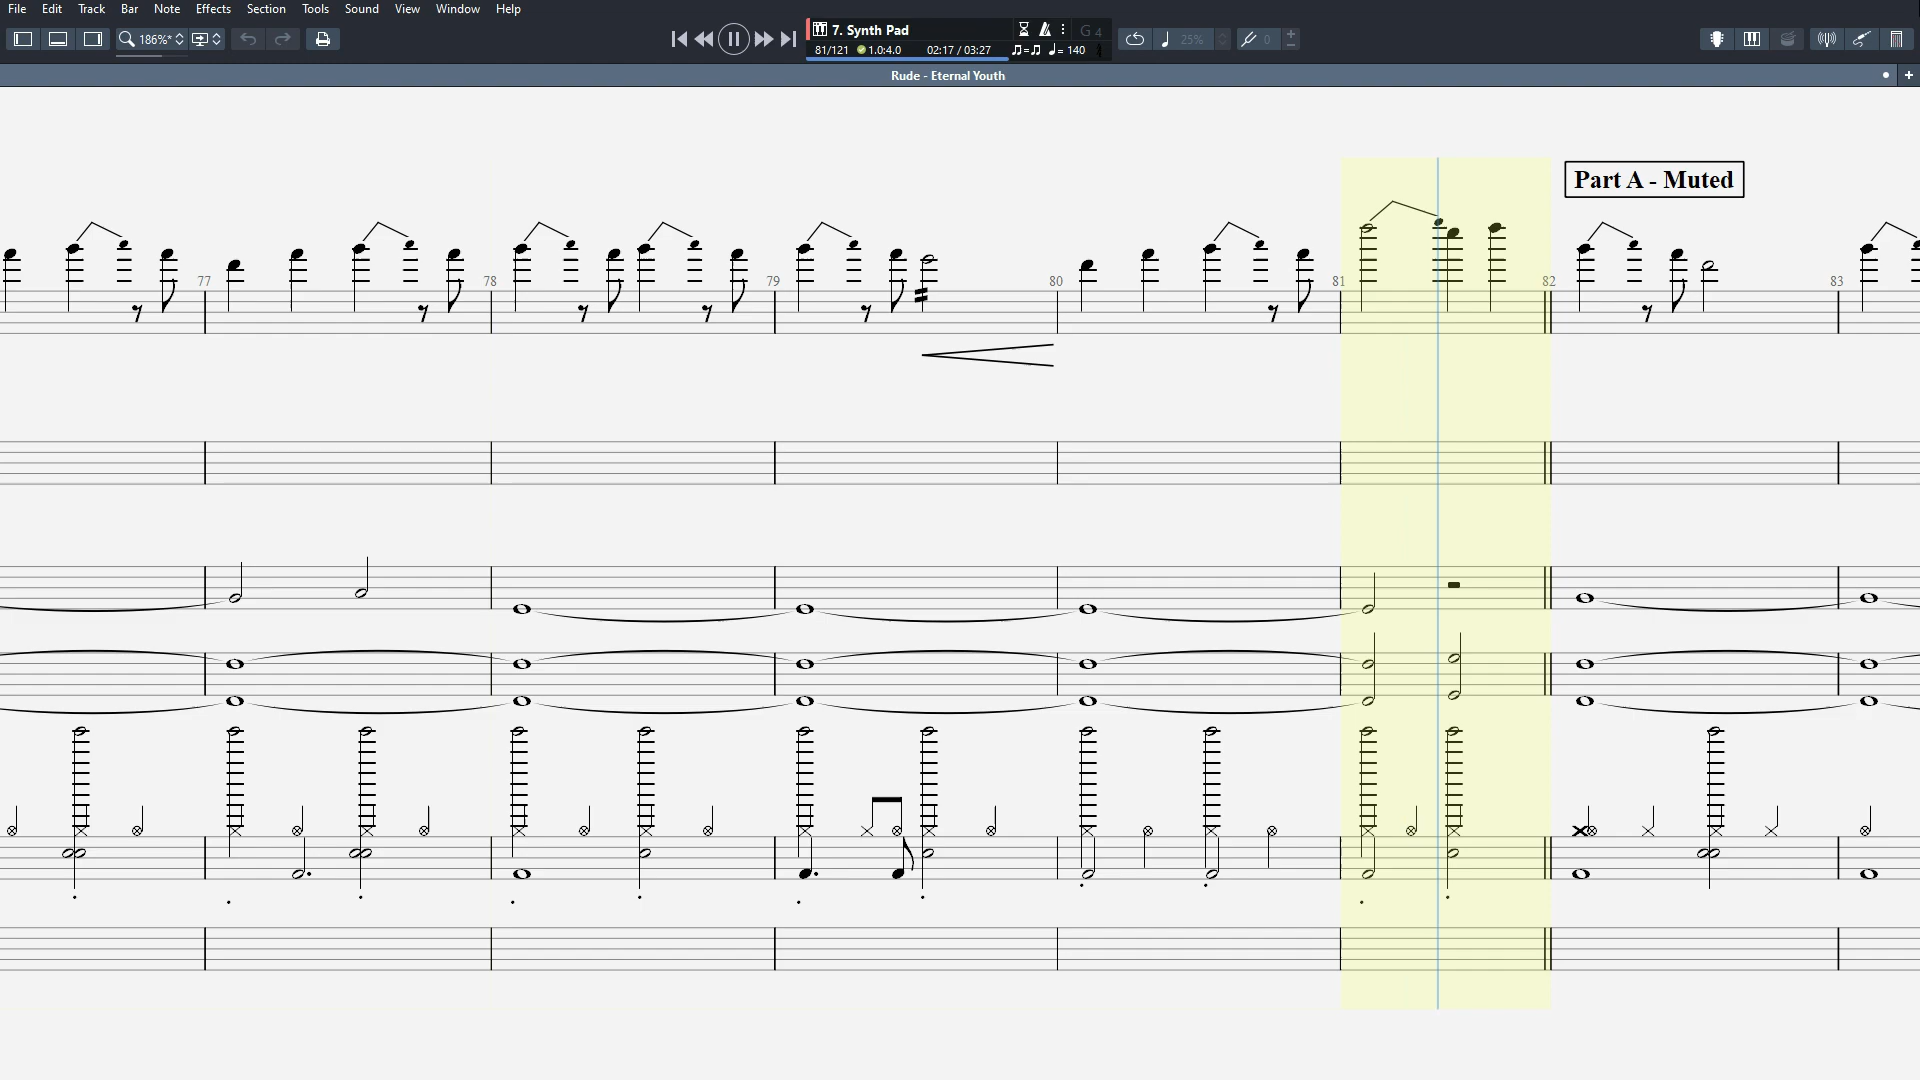 File Edit Track Bar Note Effects Section Tools Sound View Window Help
186%* 7. Synth Pad G 4 25% 0
81/121 1.0:4.0 02:17 / 03:27 = 140
Rude - Eternal Youth
Part A - Muted
77 78 79 80 81 82 83